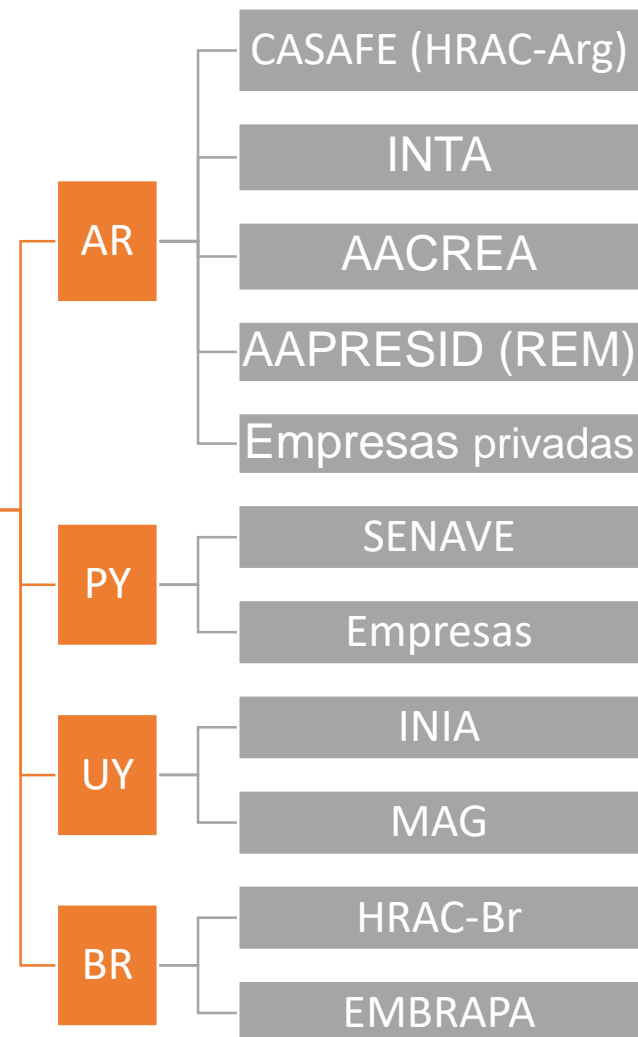 AR
CASAFE (HRAC-Arg)
INTA
AACREA
AAPRESID (REM)
Empresas privadas
PY
SENAVE
Empresas
UY
INIA
MAG
BR
HRAC-Br
EMBRAPA